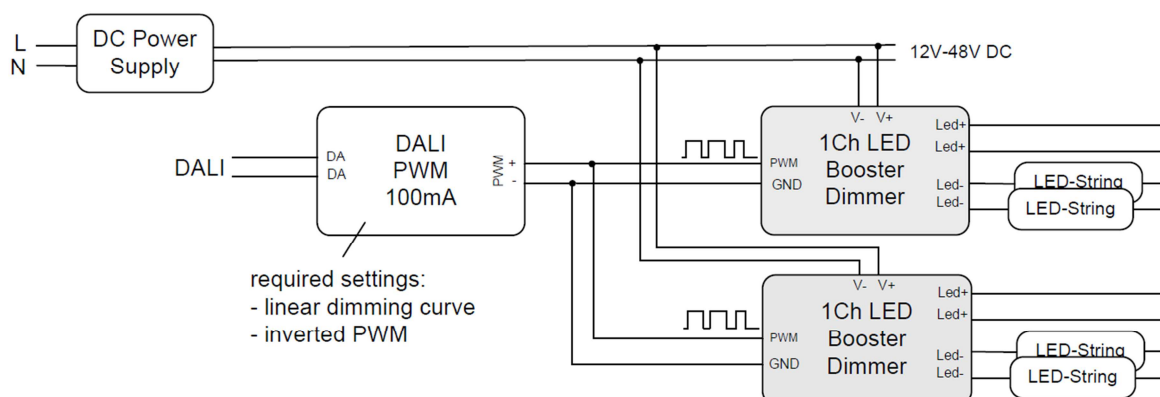 L
N
DC Power
Supply
12V-48V DC
DALI
DA
DA
DALI
PWM
100mA
PWM
+
-
required settings:
- linear dimming curve
- inverted PWM
V- V+
PWM
GND
1Ch LED
Booster
Dimmer
Led+
Led+
Led-
Led-
LED-String
LED-String
V- V+
PWM
GND
1Ch LED
Booster
Dimmer
Led+
Led+
Led-
Led-
LED-String
LED-String